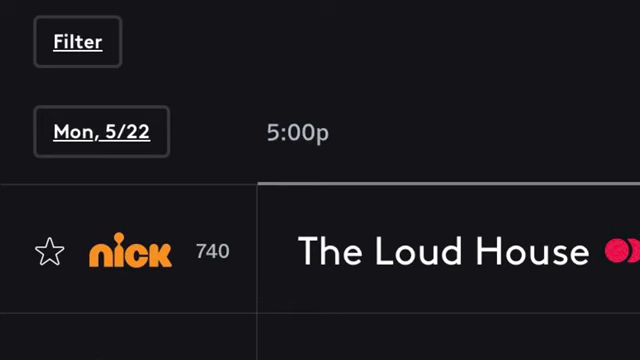 Filter
Mon, 5/22
5:00p
nick
740
The Loud House